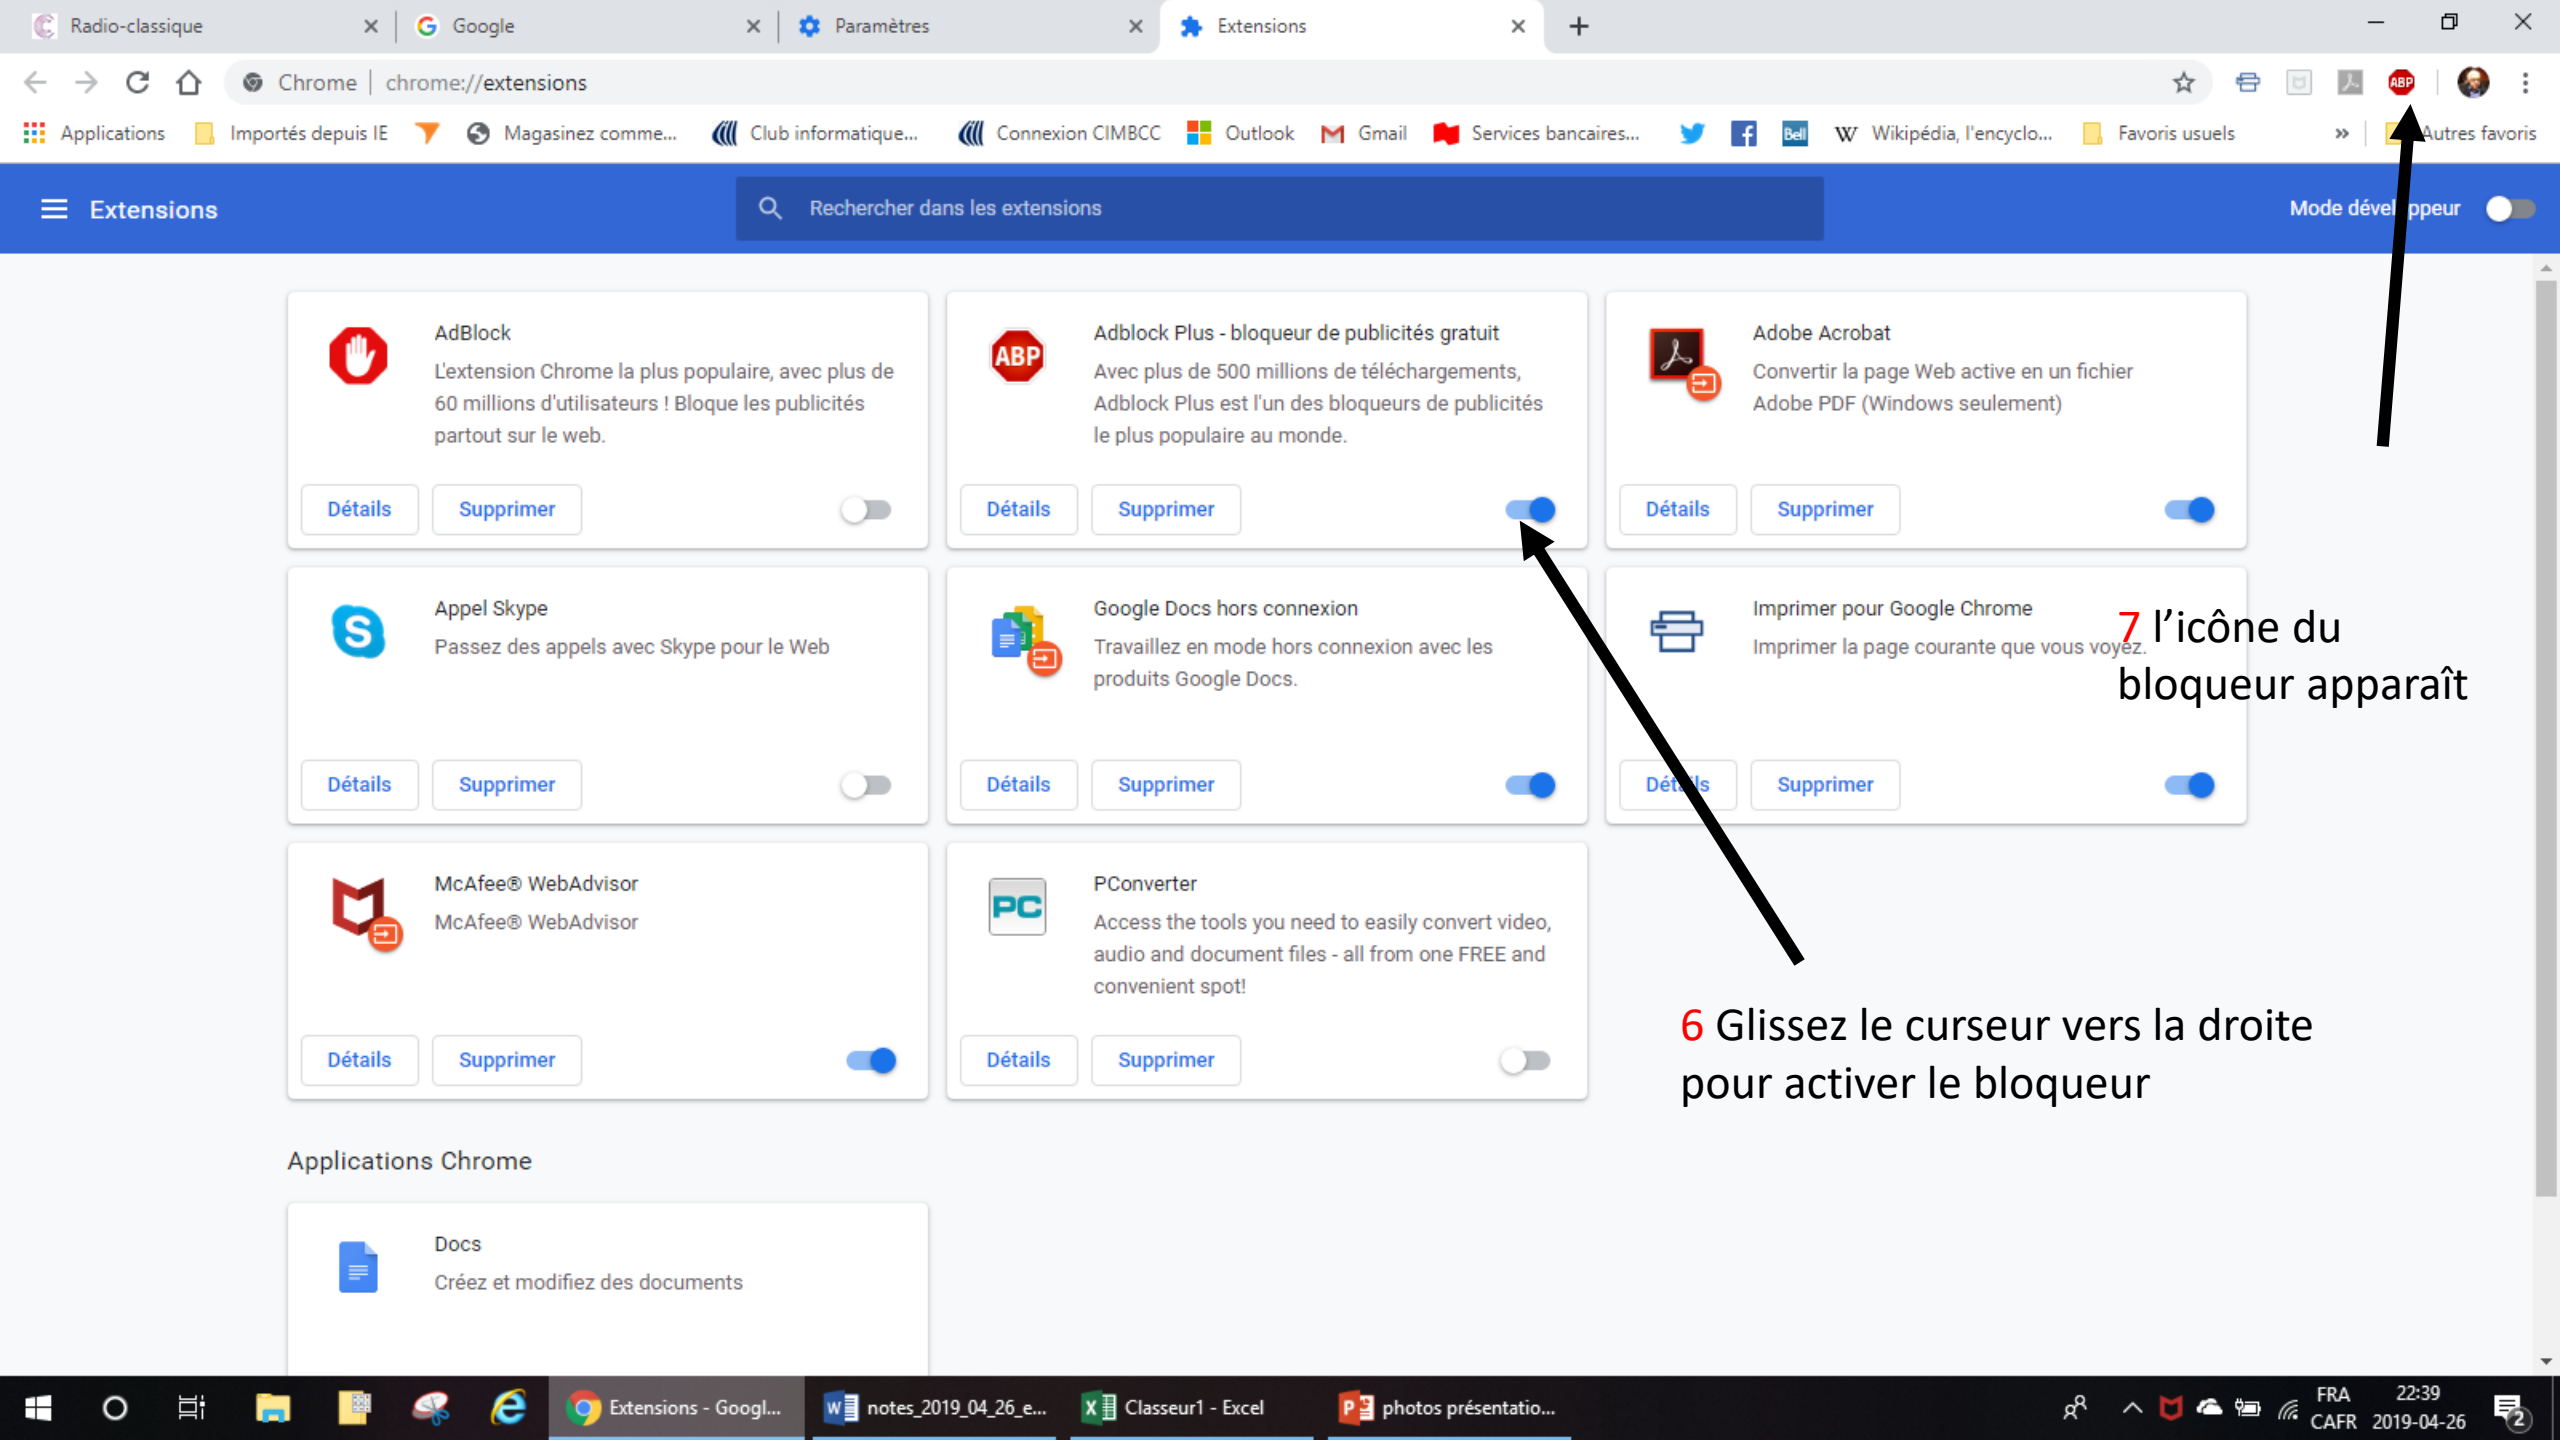 Radio-classique
Google
Paramètres
Extensions
Chrome | chrome://extensions
ABP
Applications
Importés depuis IE
Magasinez comme...
Club informatique...
Connexion CIMBCC
Outlook
Gmail
Services bancaires...
Bell
W Wikipédia, l'encyclo...
Favoris usuels
»
Autres favoris
Extensions
Rechercher dans les extensions
Mode développeur
AdBlock
L'extension Chrome la plus populaire, avec plus de
60 millions d'utilisateurs ! Bloque les publicités
partout sur le web.
Détails
Supprimer
ABP
Adblock Plus - bloqueur de publicités gratuit
Avec plus de 500 millions de téléchargements,
Adblock Plus est l'un des bloqueurs de publicités
le plus populaire au monde.
Détails
Supprimer
Adobe Acrobat
Convertir la page Web active en un fichier
Adobe PDF (Windows seulement)
Détails
Supprimer
Appel Skype
Passez des appels avec Skype pour le Web
Détails
Supprimer
Google Docs hors connexion
Travaillez en mode hors connexion avec les
produits Google Docs.
Détails
Supprimer
Imprimer pour Google Chrome
Imprimer la page courante que vous voyez.
Détails
Supprimer
7 l'icône du
bloqueur apparaît
McAfee® WebAdvisor
McAfee® WebAdvisor
Détails
Supprimer
PC
PConverter
Access the tools you need to easily convert video,
audio and document files - all from one FREE and
convenient spot!
Détails
Supprimer
6 Glissez le curseur vers la droite
pour activer le bloqueur
Applications Chrome
Docs
Créez et modifiez des documents
Extensions - Googl...
notes_2019_04_26_e...
Classeur1 - Excel
photos présentatio...
FRA
CAFR
22:39
2019-04-26
2